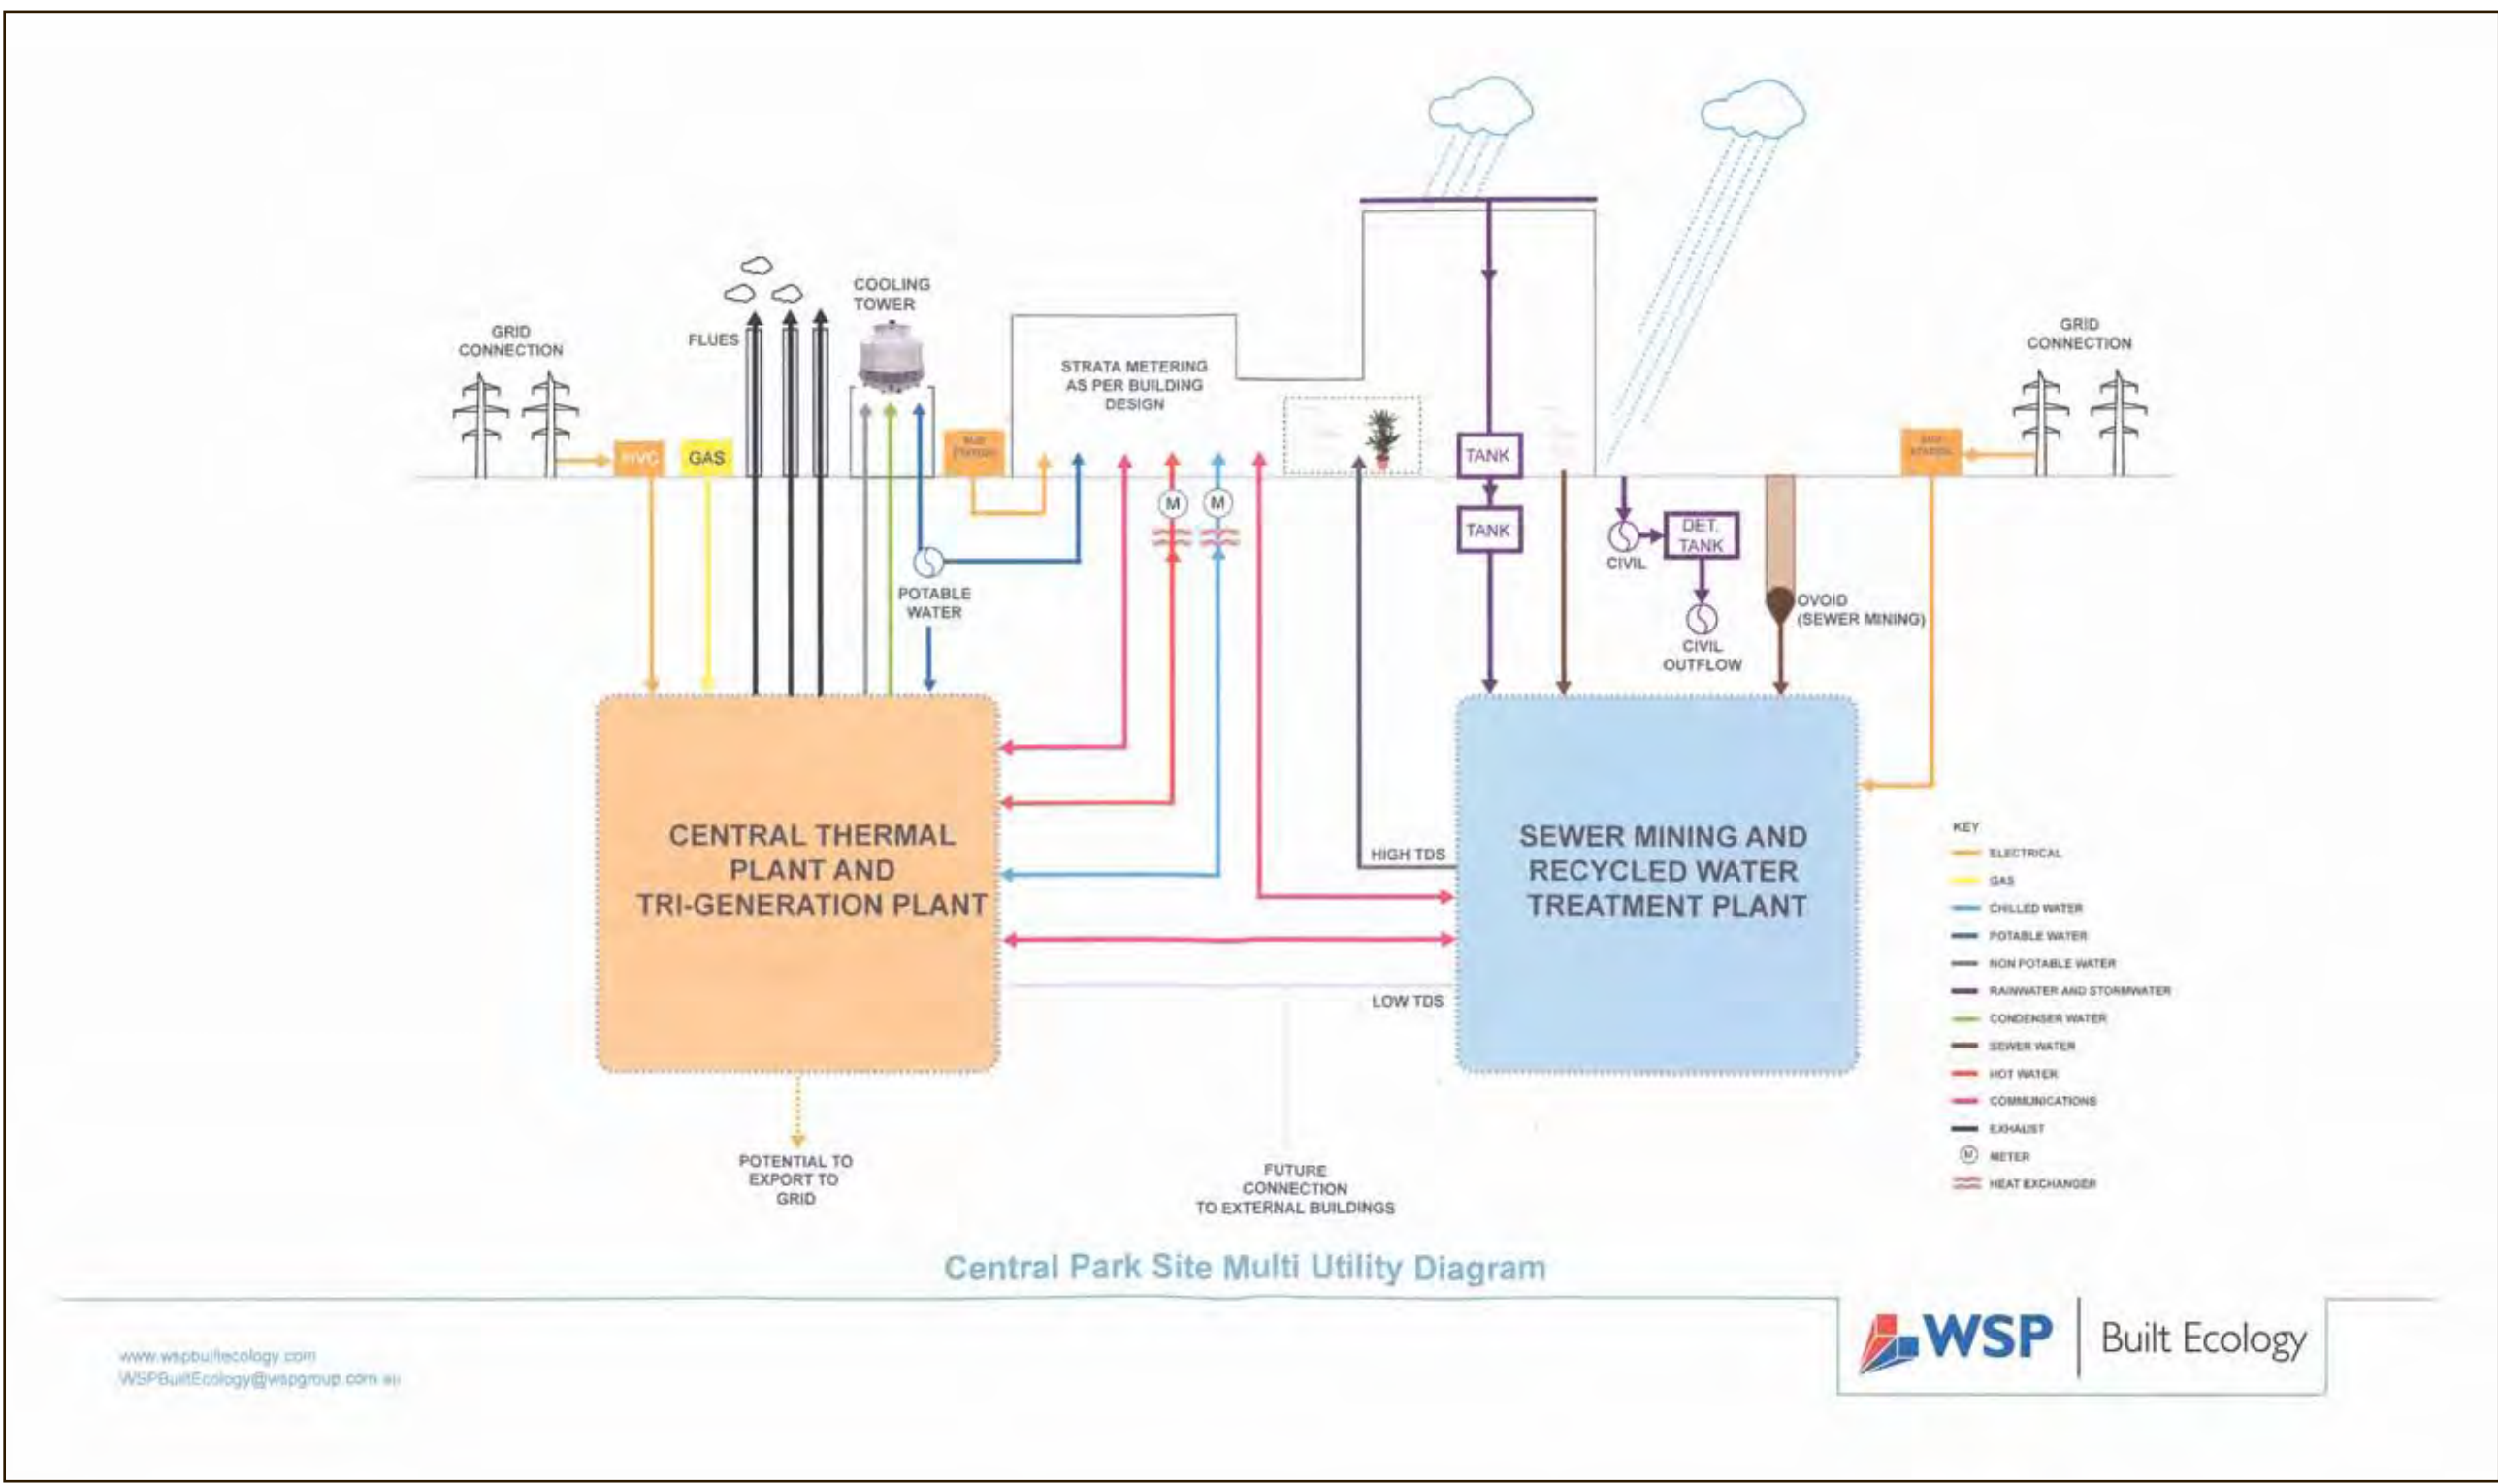 COOLING
TOWER
GRID
CONNECTION
FLUES
STRATA METERING
AS PER BUILDING
DESIGN
GRID
CONNECTION
HVC
GAS
SUB
STATION
TANK
SUB
STATION
M
M
TANK
DET.
TANK
CIVIL
POTABLE
WATER
OVOID
(SEWER MINING)
CIVIL
OUTFLOW
CENTRAL THERMAL
PLANT AND
TRI-GENERATION PLANT
HIGH TDS
SEWER MINING AND
RECYCLED WATER
TREATMENT PLANT
LOW TDS
KEY
ELECTRICAL
GAS
CHILLED WATER
POTABLE WATER
NON POTABLE WATER
RAINWATER AND STORMWATER
CONDENSER WATER
SEWER WATER
HOT WATER
COMMUNICATIONS
EXHAUST
M METER
HEAT EXCHANGER
POTENTIAL TO
EXPORT TO
GRID
FUTURE
CONNECTION
TO EXTERNAL BUILDINGS
Central Park Site Multi Utility Diagram
www.wspbuiltecology.com
WSPBuiltEcology@wspgroup.com.au
WSP Built Ecology